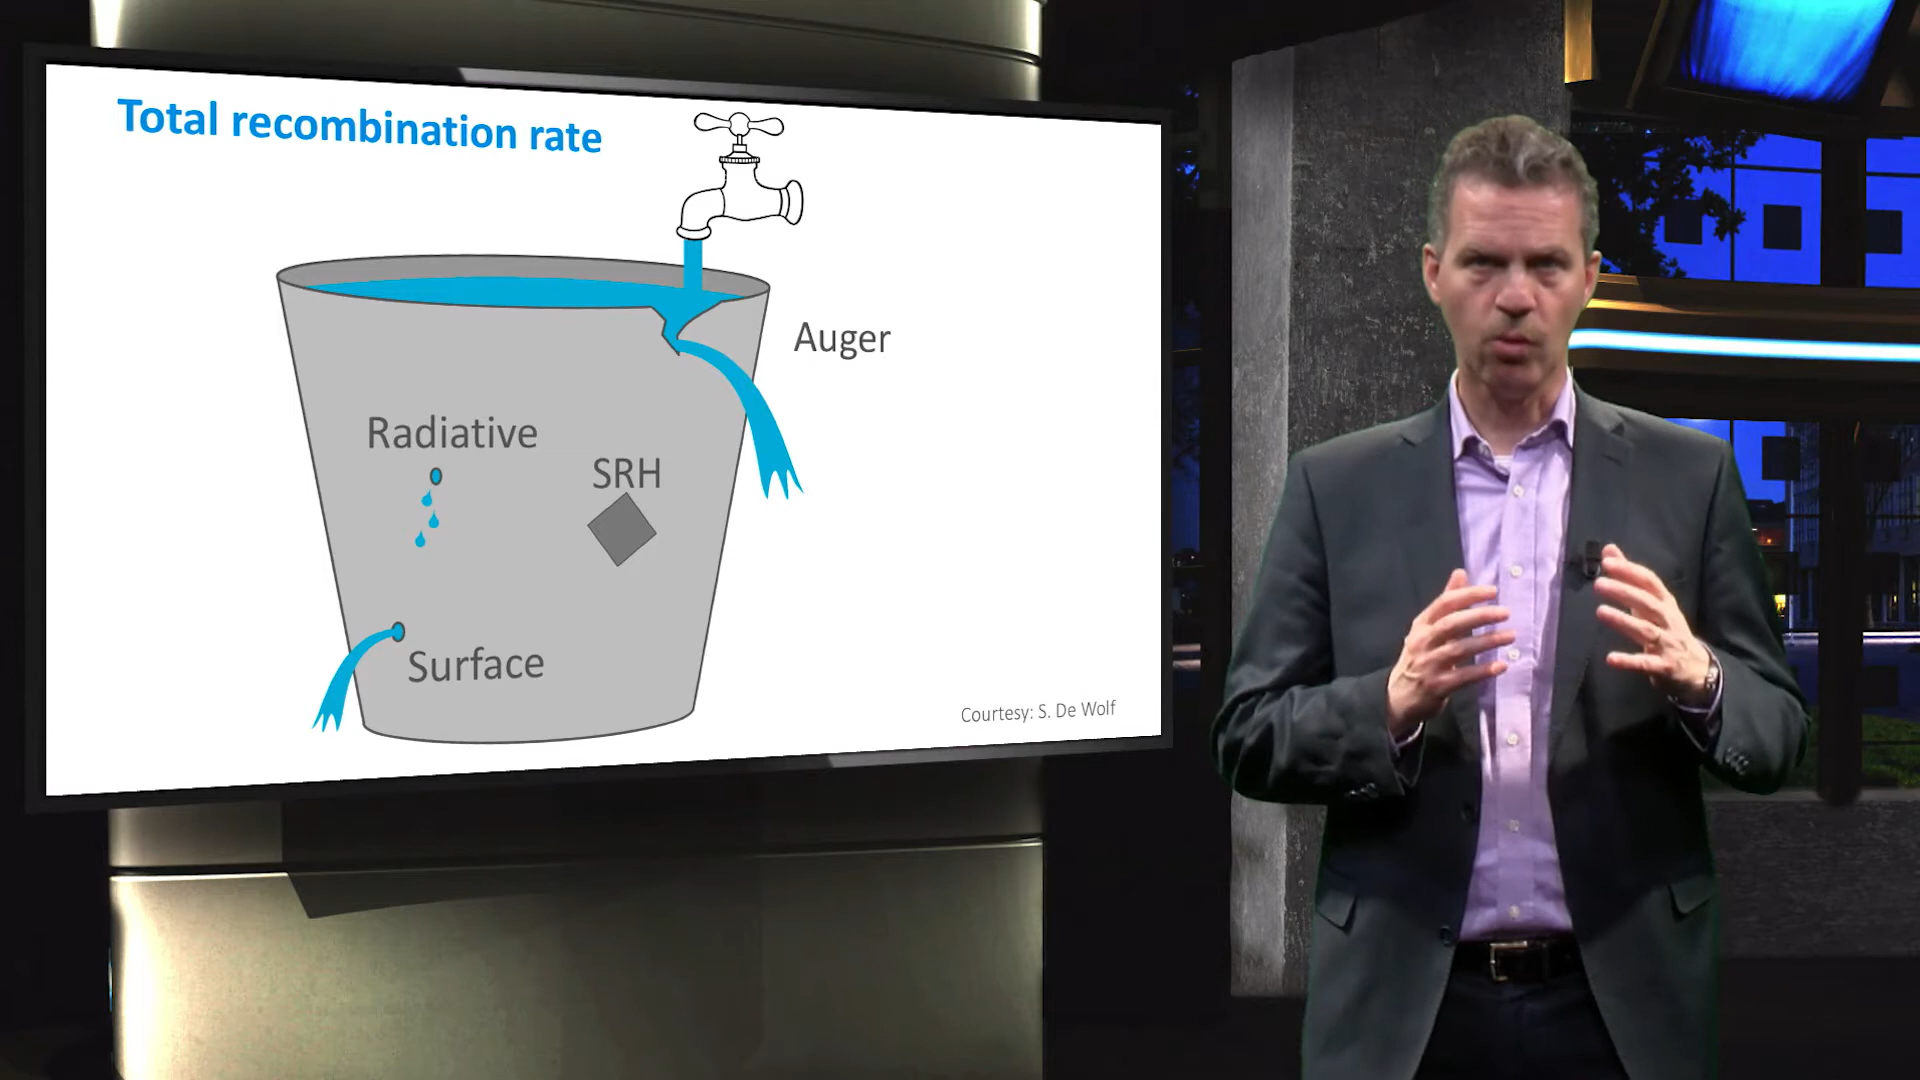 Total recombination rate
Auger
Radiative
SRH
Surface
Courtesy: S. De Wolf